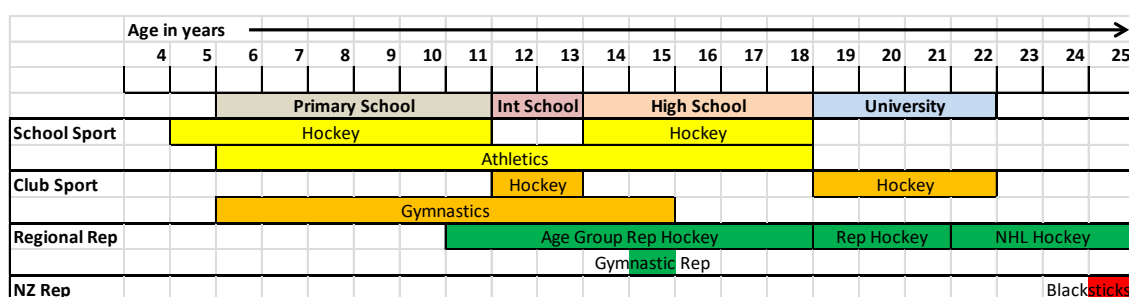 Age in years
4 5 6 7 8 9 10 11 12 13 14 15 16 17 18 19 20 21 22 23 24 25
Primary School Int School High School University
School Sport Hockey Hockey
Athletics
Club Sport Hockey Hockey
Gymnastics
Regional Rep Age Group Rep Hockey Rep Hockey NHL Hockey
Gymnastic Rep
NZ Rep Blacksticks